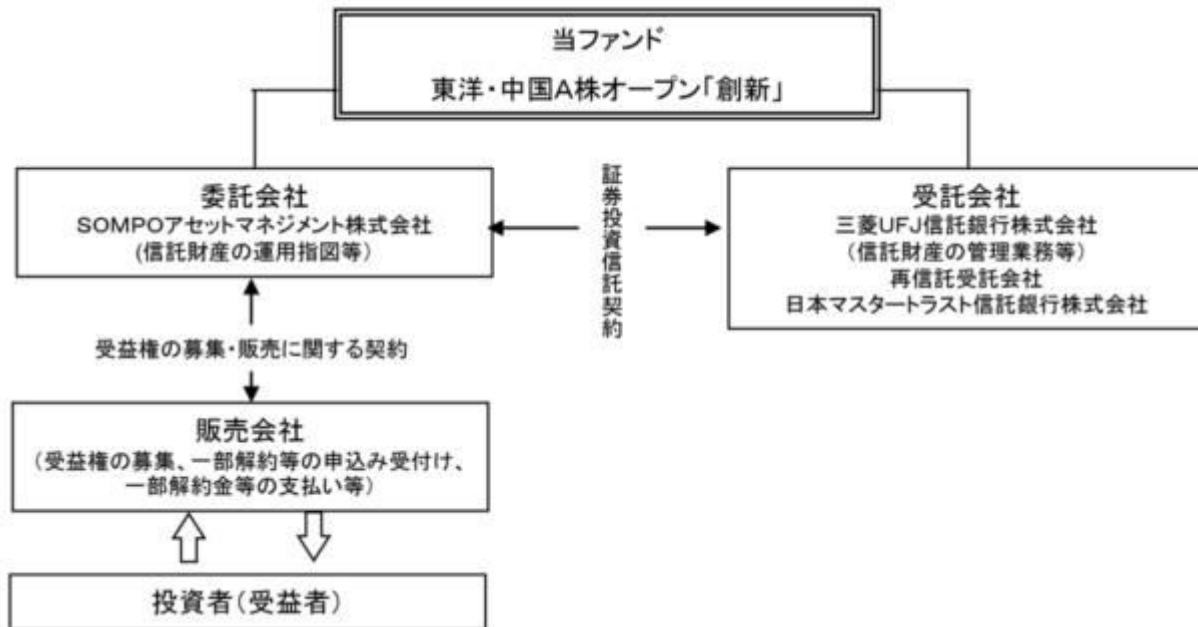 当ファンド
東洋・中国A株オープン「創新」
委託会社
SOMPOアセットマネジメント株式会社
(信託財産の運用指図等)
証券投資信託契約
受託会社
三菱UFJ信託銀行株式会社
(信託財産の管理業務等)
再信託受託会社
日本マスタートラスト信託銀行株式会社
受益権の募集・販売に関する契約
販売会社
(受益権の募集、一部解約等の申込み受付け、
一部解約金等の支払い等)
投資者(受益者)